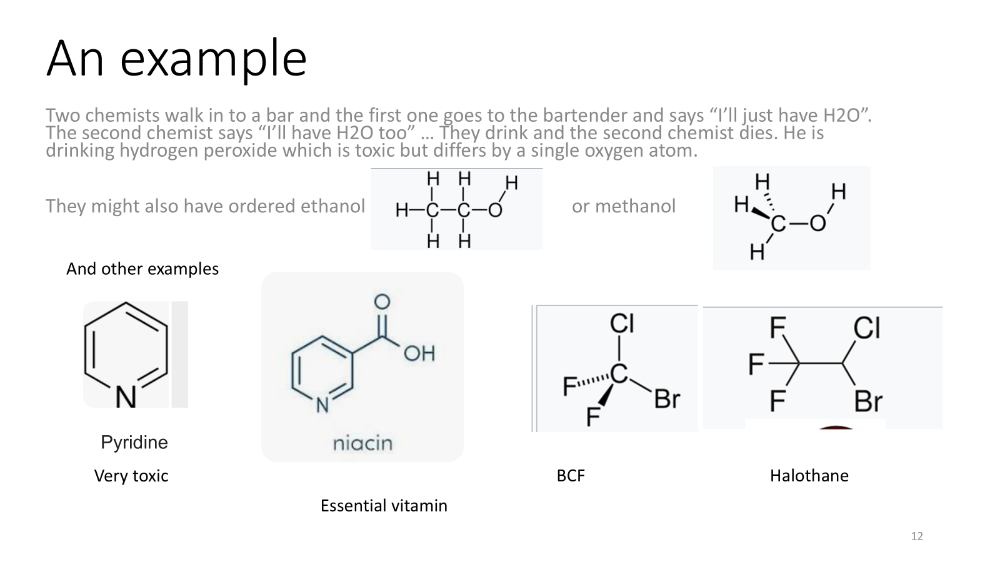 An example
Two chemists walk in to a bar and the first one goes to the bartender and says “I’ll just have H2O”.
The second chemist says “I’ll have H2O too” ... They drink and the second chemist dies. He is
drinking hydrogen peroxide which is toxic but differs by a single oxygen atom.
H H H
H C C O
H H
They might also have ordered ethanol
or methanol
H H
H
C O
H
And other examples
N
Pyridine
Very toxic
O
OH
N
niacin
Essential vitamin
Cl
C
F
F
Br
BCF
F Cl
F
F Br
Halothane
12